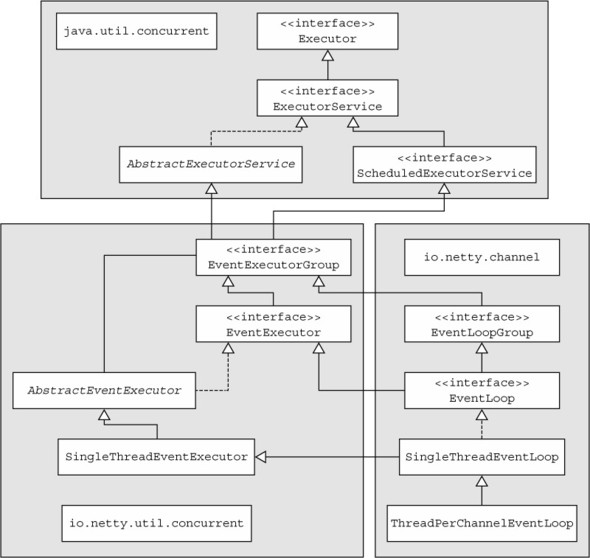 java.util.concurrent
<<interface>>
Executor
<<interface>>
ExecutorService
AbstractExecutorService
<<interface>>
ScheduledExecutorService
<<interface>>
EventExecutorGroup
io.netty.channel
<<interface>>
EventExecutor
<<interface>>
EventLoopGroup
AbstractEventExecutor
<<interface>>
EventLoop
SingleThreadEventExecutor
SingleThreadEventLoop
io.netty.util.concurrent
ThreadPerChannelEventLoop